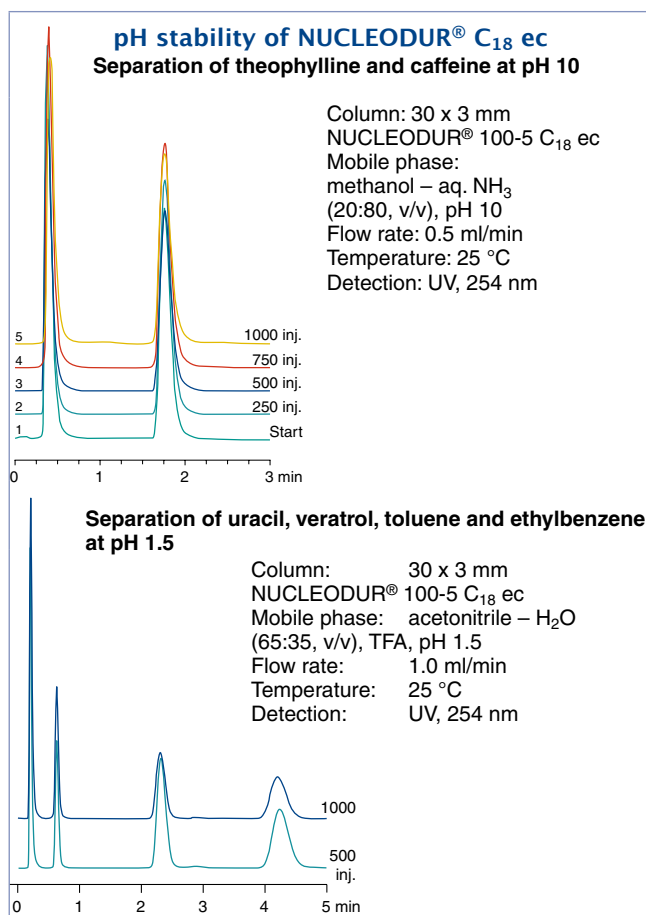 pH stability of NUCLEODUR® C18 ec
Separation of theophylline and caffeine at pH 10
Column: 30 x 3 mm
NUCLEODUR® 100-5 C18 ec
Mobile phase:
methanol – aq. NH3
(20:80, v/v), pH 10
Flow rate: 0.5 ml/min
Temperature: 25 °C
Detection: UV, 254 nm
5 1000 inj.
4 750 inj.
3 500 inj.
2 250 inj.
1 Start
0 1 2 3 min
Separation of uracil, veratrol, toluene and ethylbenzene
at pH 1.5
Column: 30 x 3 mm
NUCLEODUR® 100-5 C18 ec
Mobile phase: acetonitrile – H2O
(65:35, v/v), TFA, pH 1.5
Flow rate: 1.0 ml/min
Temperature: 25 °C
Detection: UV, 254 nm
1000
500
inj.
0 1 2 3 4 5 min